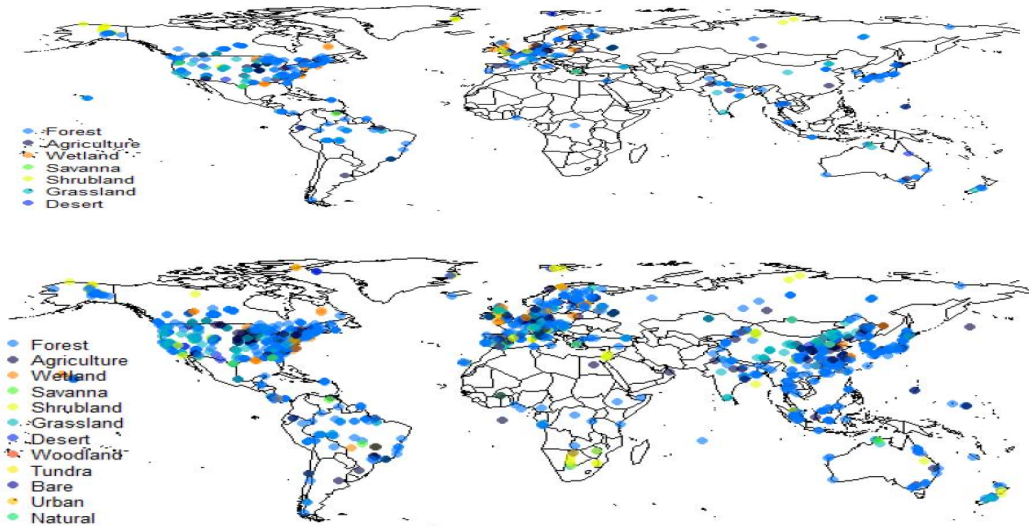 Forest
Agriculture
Wetland
Savanna
Shrubland
Grassland
Desert
Forest
Agriculture
Wetland
Savanna
Shrubland
Grassland
Desert
Woodland
Tundra
Bare
Urban
Natural